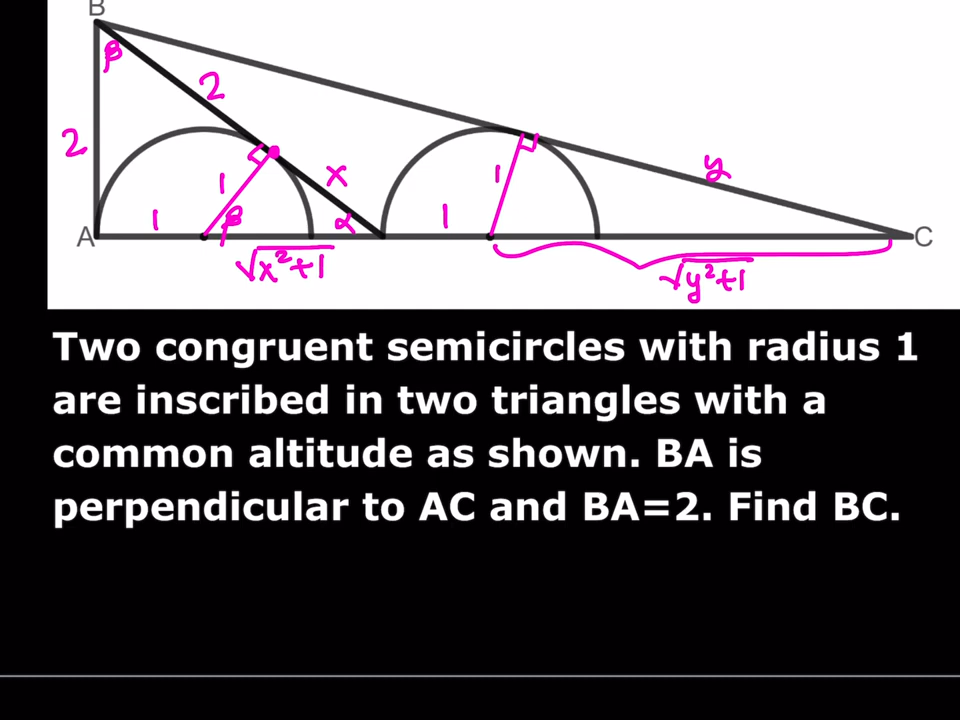 B
β
2
2
x
y
1
1
A
1
β
α
1
C
√x²+1
√y²+1
Two congruent semicircles with radius 1
are inscribed in two triangles with a
common altitude as shown. BA is
perpendicular to AC and BA=2. Find BC.